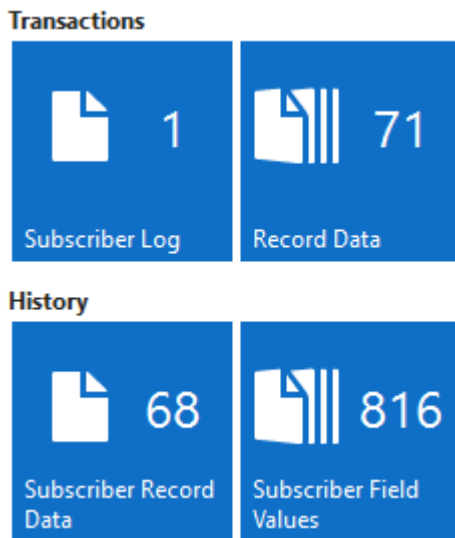 Transactions
1
71
Subscriber Log
Record Data
History
68
816
Subscriber Record
Data
Subscriber Field
Values